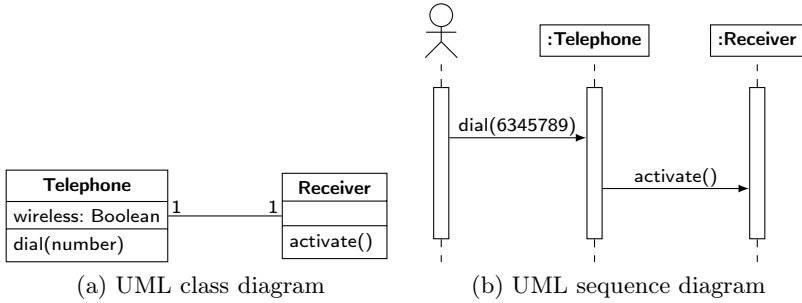 Telephone
wireless: Boolean
dial(number)
1
1
Receiver
activate()
(a) UML class diagram
:Telephone
:Receiver
dial(6345789)
activate()
(b) UML sequence diagram